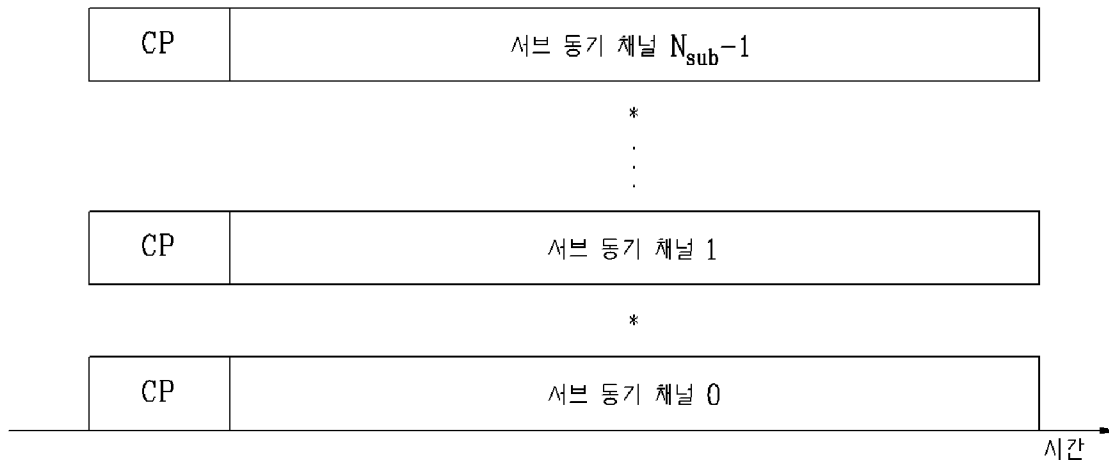 CP 서브 동기 채널 N_sub-1
*
.
.
.
CP 서브 동기 채널 1
*
CP 서브 동기 채널 0
시간